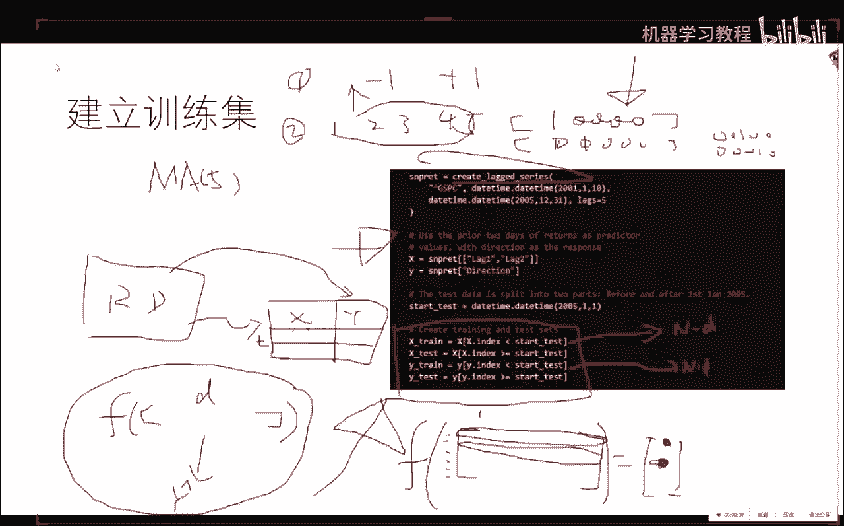 机器学习教程 bilibili
建立训练集
① -1 +1
②
1 2 3 4
MA(5)
snpret = create_lagged_series(
"^GSPC", datetime.datetime(2001,1,10),
datetime.datetime(2005,12,31), lags=5
)
# Use the prior two days of returns as predictor
# values, with direction as the response
X = snpret[["Lag1","Lag2"]]
y = snpret["Direction"]
# The test data is split into two parts: Before and after 1st Jan 2005.
start_test = datetime.datetime(2005,1,1)
# Create training and test sets
X_train = X[X.index < start_test]
X_test = X[X.index >= start_test]
y_train = y[y.index < start_test]
y_test = y[y.index >= start_test]
N-d
RD
X Y
t
d
f(
f(
=